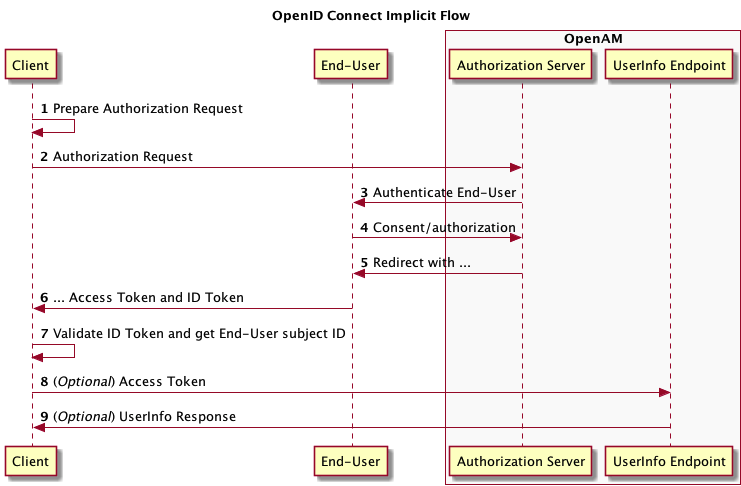 OpenID Connect Implicit Flow
OpenAM
Client End-User Authorization Server UserInfo Endpoint
1 Prepare Authorization Request
2 Authorization Request
3 Authenticate End-User
4 Consent/authorization
5 Redirect with ...
6 ... Access Token and ID Token
7 Validate ID Token and get End-User subject ID
8 (Optional) Access Token
9 (Optional) UserInfo Response
Client End-User Authorization Server UserInfo Endpoint